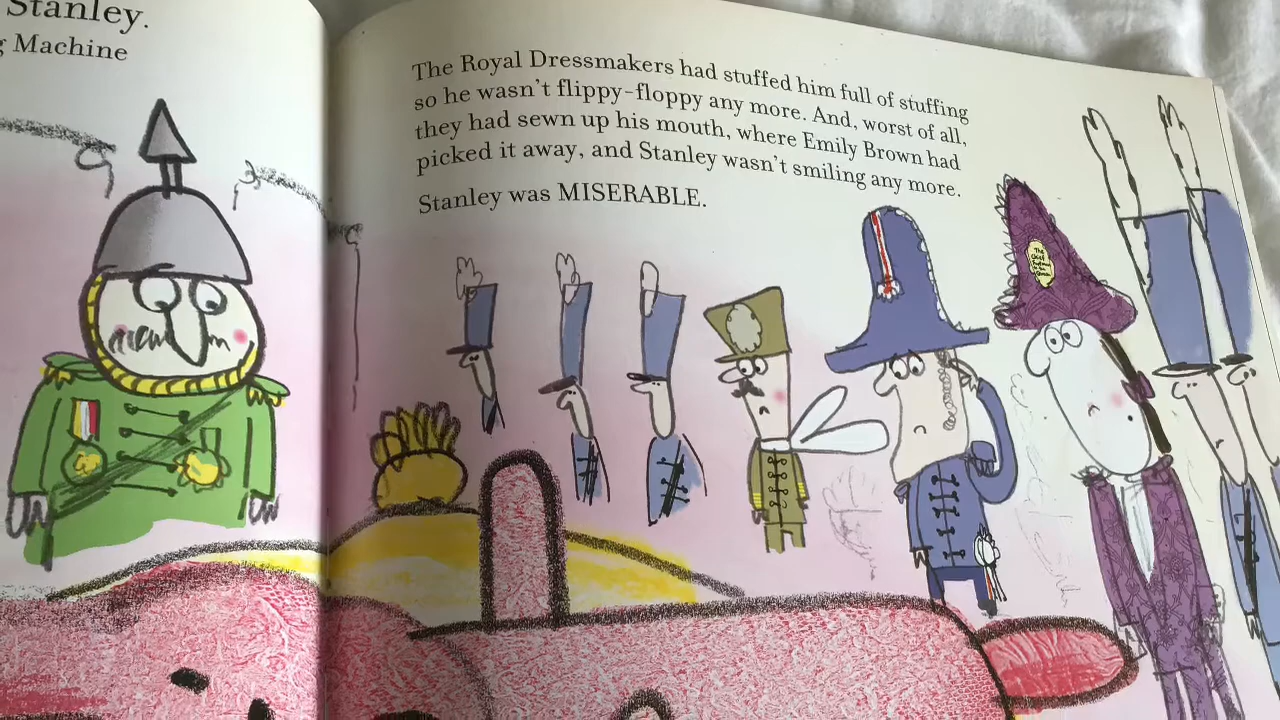 Stanley.
Machine
The Royal Dressmakers had stuffed him full of stuffing
so he wasn't flippy-floppy any more. And, worst of all,
they had sewn up his mouth, where Emily Brown had
picked it away, and Stanley wasn't smiling any more.
Stanley was MISERABLE.
The
Chief